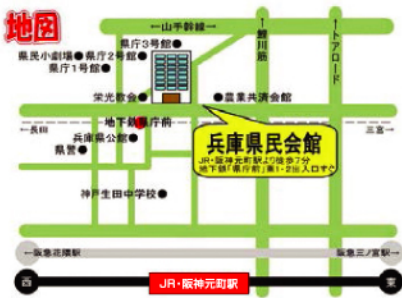 地図
←山手幹線→
↑鯉川筋
↑トアロード
県庁3号館●
県民小劇場●県庁2号館●
県庁1号館●
栄光教会●
●農業共済会館
←長田
地下鉄県庁前
三宮→
兵庫県公館●
県警●
兵庫県民会館
JR・阪神元町駅より徒歩7分
地下鉄「県庁前」東1・2出入口すぐ
神戸生田中学校●
←阪急花隈駅
阪急三ノ宮駅→
西
JR・阪神元町駅
東